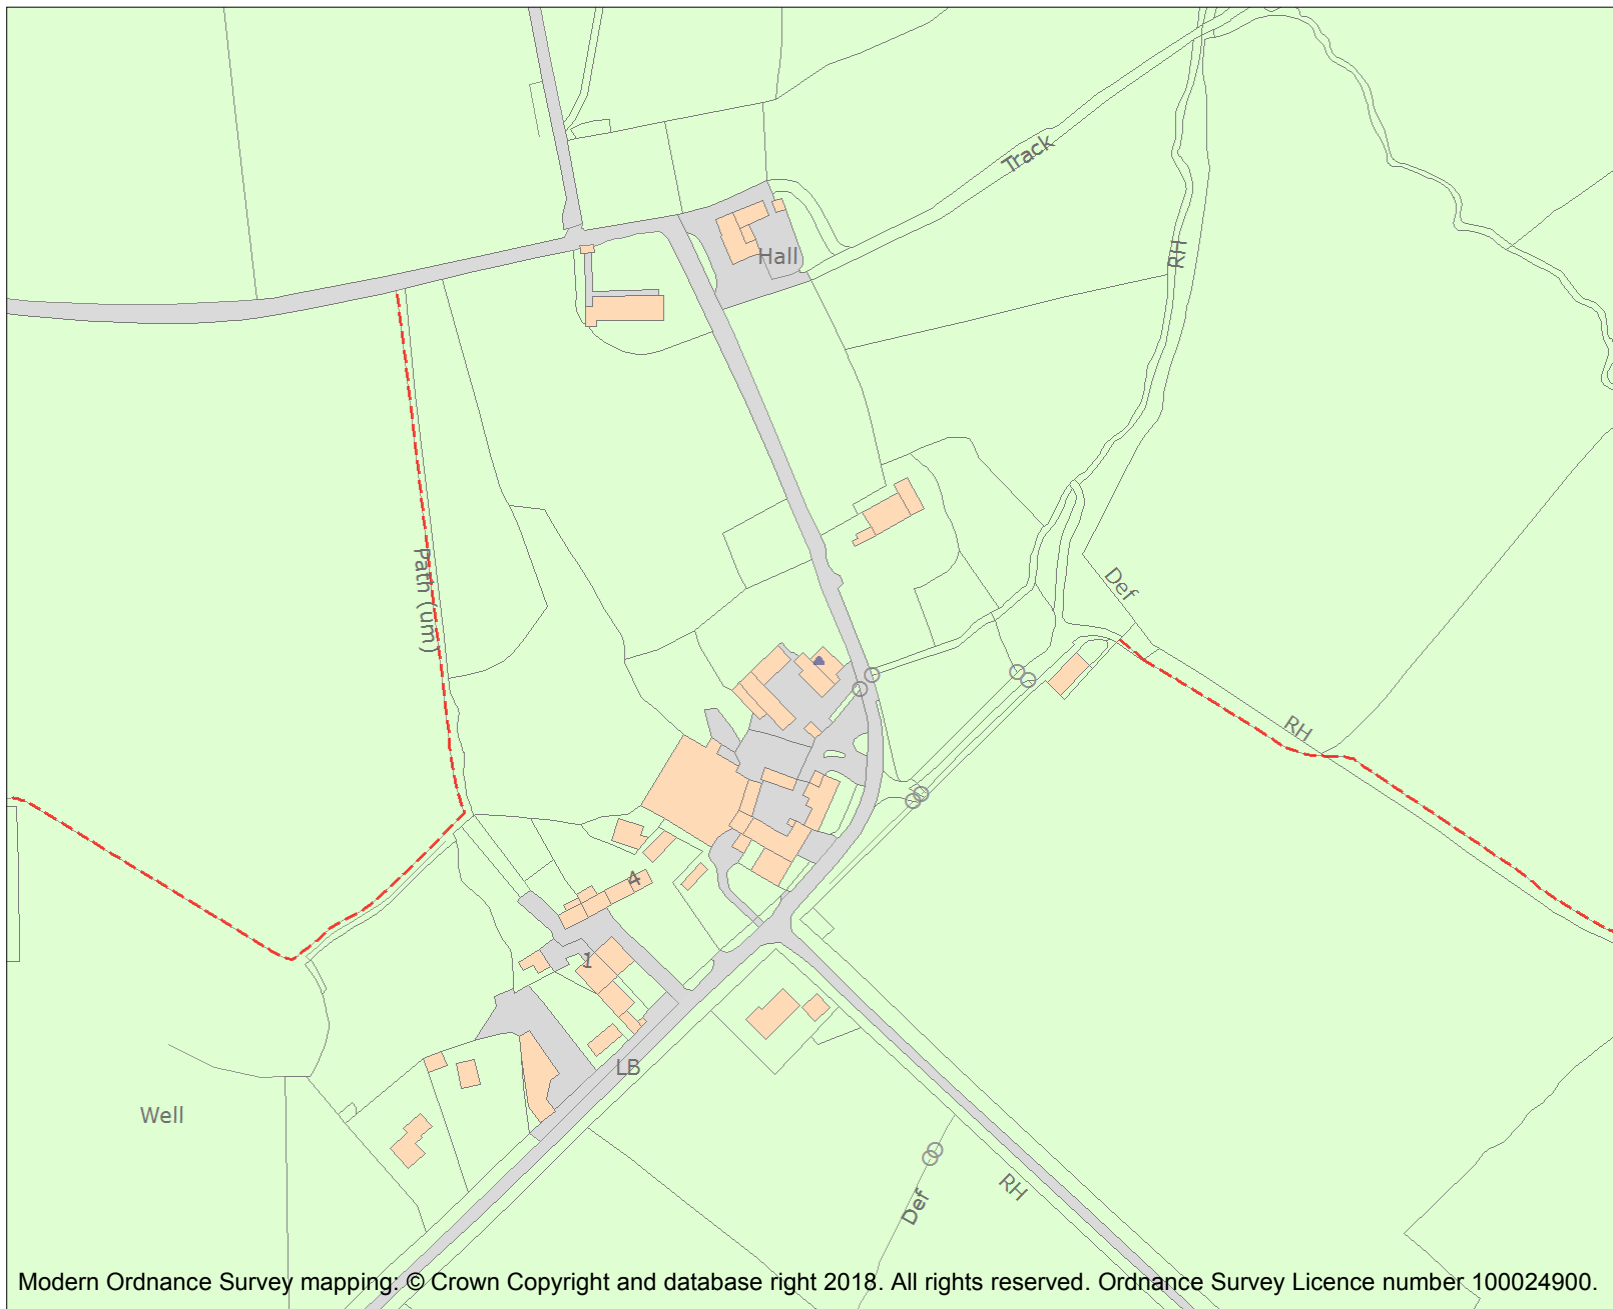 Track
RH
Hall
Path (um)
Def
RH
4
1
LB
Well
Def
RH
Modern Ordnance Survey mapping: © Crown Copyright and database right 2018. All rights reserved. Ordnance Survey Licence number 100024900.